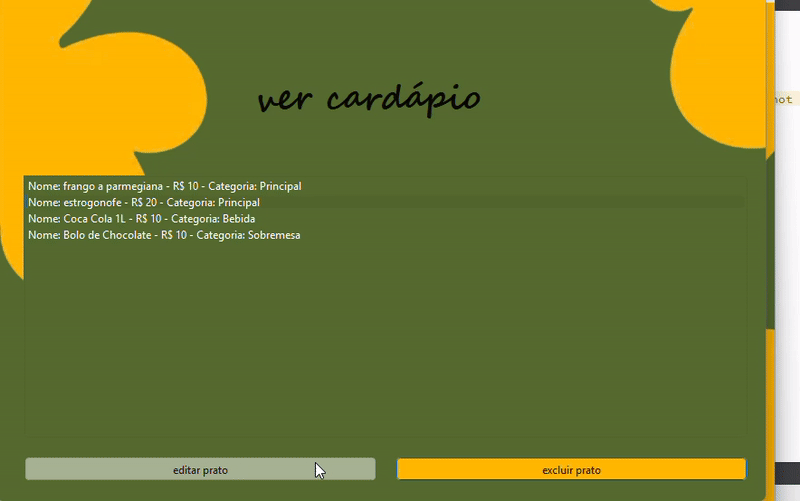 ver cardápio
not
Nome: frango a parmegiana - R$ 10 - Categoria: Principal
Nome: estrogonofe - R$ 20 - Categoria: Principal
Nome: Coca Cola 1L - R$ 10 - Categoria: Bebida
Nome: Bolo de Chocolate - R$ 10 - Categoria: Sobremesa
editar prato
excluir prato